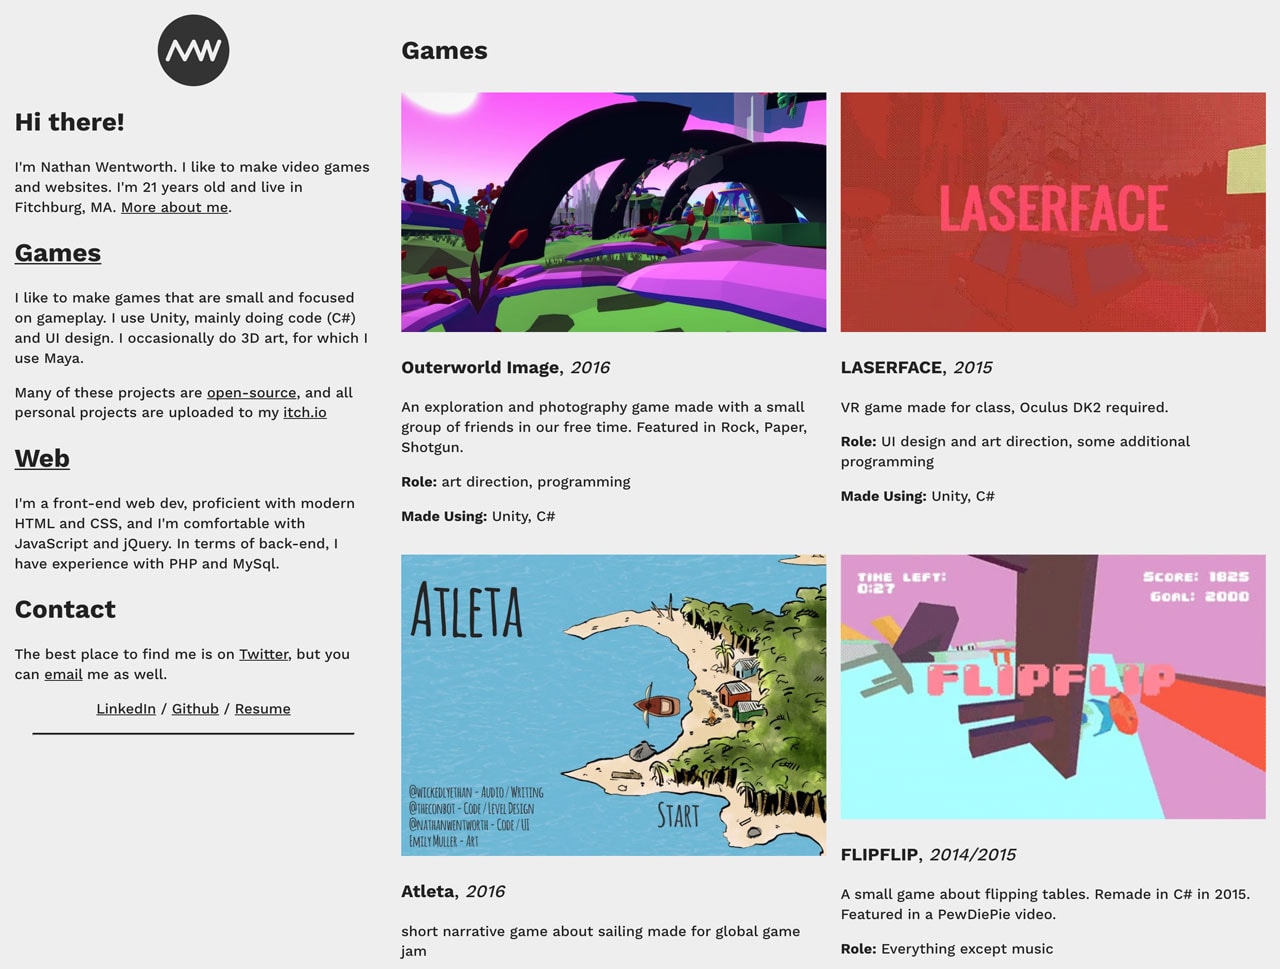 Hi there!
I'm Nathan Wentworth. I like to make video games
and websites. I'm 21 years old and live in
Fitchburg, MA. More about me.
Games
I like to make games that are small and focused
on gameplay. I use Unity, mainly doing code (C#)
and UI design. I occasionally do 3D art, for which I
use Maya.
Many of these projects are open-source, and all
personal projects are uploaded to my itch.io
Web
I'm a front-end web dev, proficient with modern
HTML and CSS, and I'm comfortable with
JavaScript and jQuery. In terms of back-end, I
have experience with PHP and MySql.
Contact
The best place to find me is on Twitter, but you
can email me as well.
LinkedIn / Github / Resume
Games
Outerworld Image, 2016
An exploration and photography game made with a small
group of friends in our free time. Featured in Rock, Paper,
Shotgun.
Role: art direction, programming
Made Using: Unity, C#
LASERFACE
LASERFACE, 2015
VR game made for class, Oculus DK2 required.
Role: UI design and art direction, some additional
programming
Made Using: Unity, C#
ATLETA
@WICKEDLYETHAN - AUDIO / WRITING
@THECONBOT - CODE / LEVEL DESIGN
@NATHANWENTWORTH - CODE / UI
EMILY MULLER - ART
START
Atleta, 2016
short narrative game about sailing made for global game
jam
TIME LEFT:
0:27
SCORE: 1825
GOAL: 2000
FLIPFLIP
FLIPFLIP, 2014/2015
A small game about flipping tables. Remade in C# in 2015.
Featured in a PewDiePie video.
Role: Everything except music